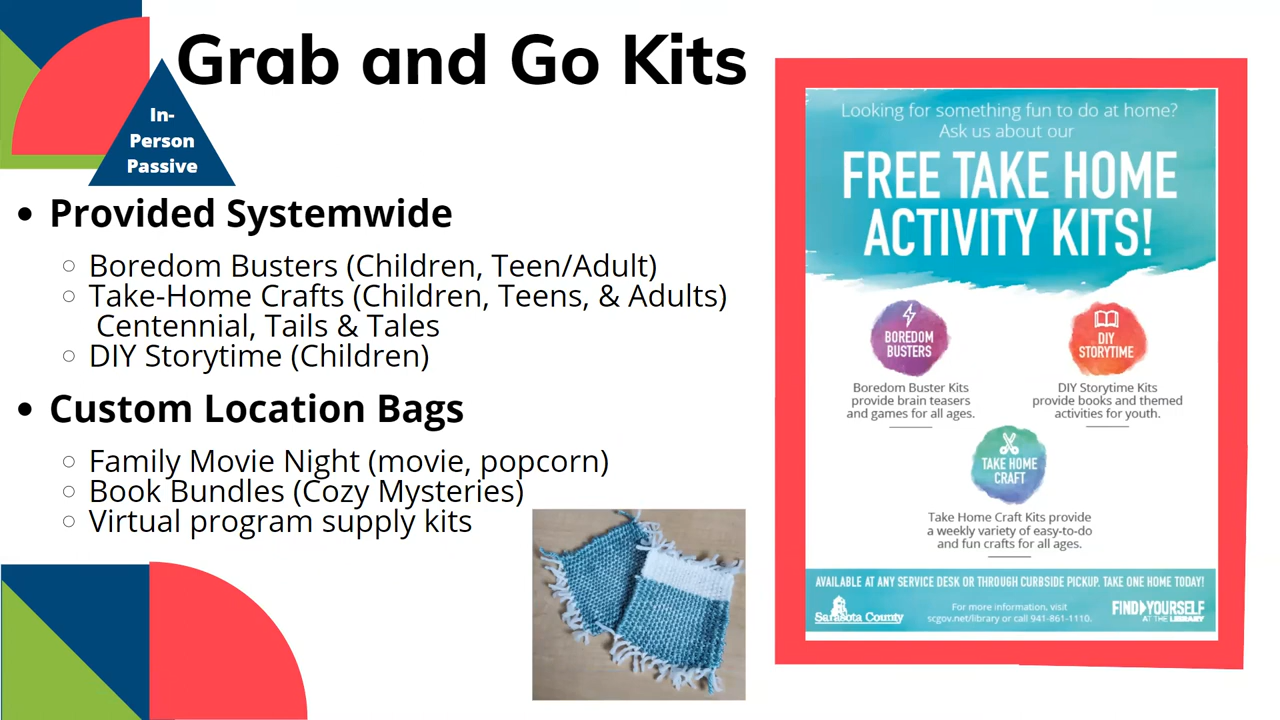 Grab and Go Kits
In-
Person
Passive
• Provided Systemwide
○ Boredom Busters (Children, Teen/Adult)
○ Take-Home Crafts (Children, Teens, & Adults)
Centennial, Tails & Tales
○ DIY Storytime (Children)
• Custom Location Bags
○ Family Movie Night (movie, popcorn)
○ Book Bundles (Cozy Mysteries)
○ Virtual program supply kits
Looking for something fun to do at home?
Ask us about our
FREE TAKE HOME
ACTIVITY KITS!
BOREDOM
BUSTERS
Boredom Buster Kits
provide brain teasers
and games for all ages.
DIY
STORYTIME
DIY Storytime Kits
provide books and themed
activities for youth.
TAKE HOME
CRAFT
Take Home Craft Kits provide
a weekly variety of easy-to-do
and fun crafts for all ages.
AVAILABLE AT ANY SERVICE DESK OR THROUGH CURBSIDE PICKUP. TAKE ONE HOME TODAY!
Sarasota County
For more information, visit
scgov.net/library or call 941-861-1110.
FIND YOURSELF
AT THE LIBRARY